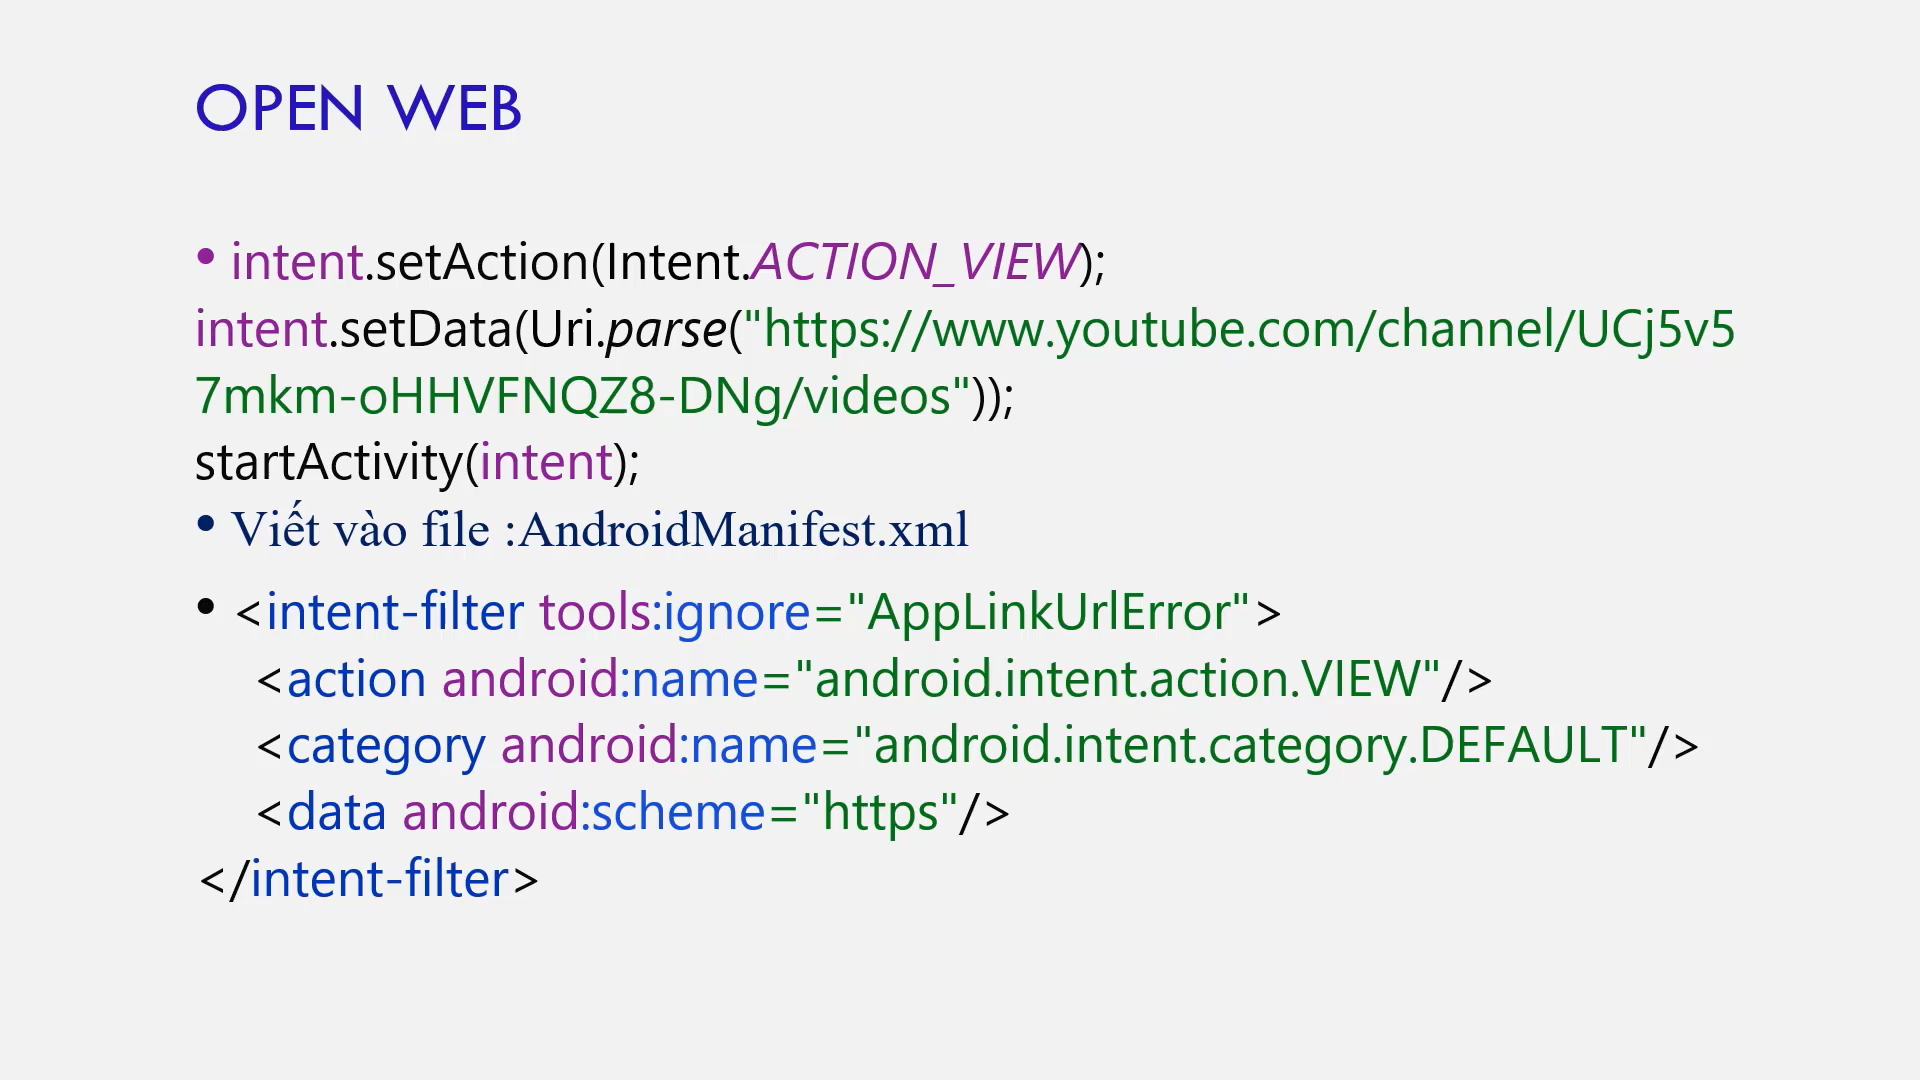 OPEN WEB
• intent.setAction(Intent.ACTION_VIEW);
intent.setData(Uri.parse("https://www.youtube.com/channel/UCj5v5
7mkm-oHHVFNQZ8-DNg/videos"));
startActivity(intent);
• Viết vào file :AndroidManifest.xml
• <intent-filter tools:ignore="AppLinkUrlError">
<action android:name="android.intent.action.VIEW"/>
<category android:name="android.intent.category.DEFAULT"/>
<data android:scheme="https"/>
</intent-filter>